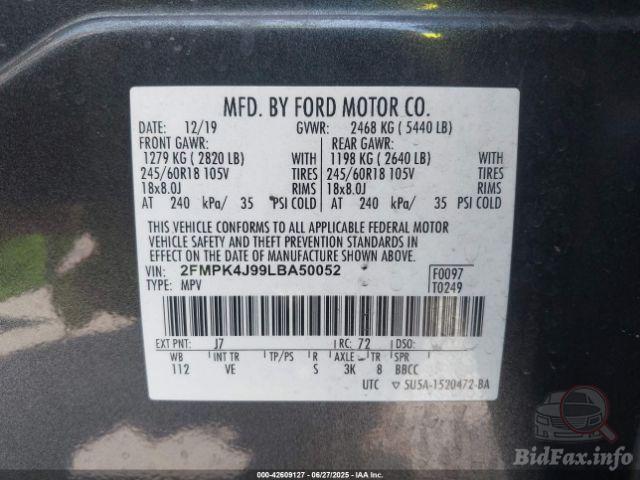 MFD. BY FORD MOTOR CO.
DATE: 12/19 GVWR: 2468 KG ( 5440 LB)
FRONT GAWR: REAR GAWR:
1279 KG ( 2820 LB) WITH 1198 KG ( 2640 LB) WITH
245/60R18 105V TIRES 245/60R18 105V TIRES
18x8.0J RIMS 18x8.0J RIMS
AT 240 kPa/ 35 PSI COLD AT 240 kPa/ 35 PSI COLD
THIS VEHICLE CONFORMS TO ALL APPLICABLE FEDERAL MOTOR
VEHICLE SAFETY AND THEFT PREVENTION STANDARDS IN
EFFECT ON THE DATE OF MANUFACTURE SHOWN ABOVE.
VIN: 2FMPK4J99LBA50052 F0097
TYPE: MPV T0249
EXT PNT: J7 RC: 72 DSO:
WB INT TR TP/PS R AXLE TR SPR
112 VE S 3K 8 BBCC
UTC SU5A-1520472-BA
BidFax.info
000-42609127 - 06/27/2025 - IAA Inc.